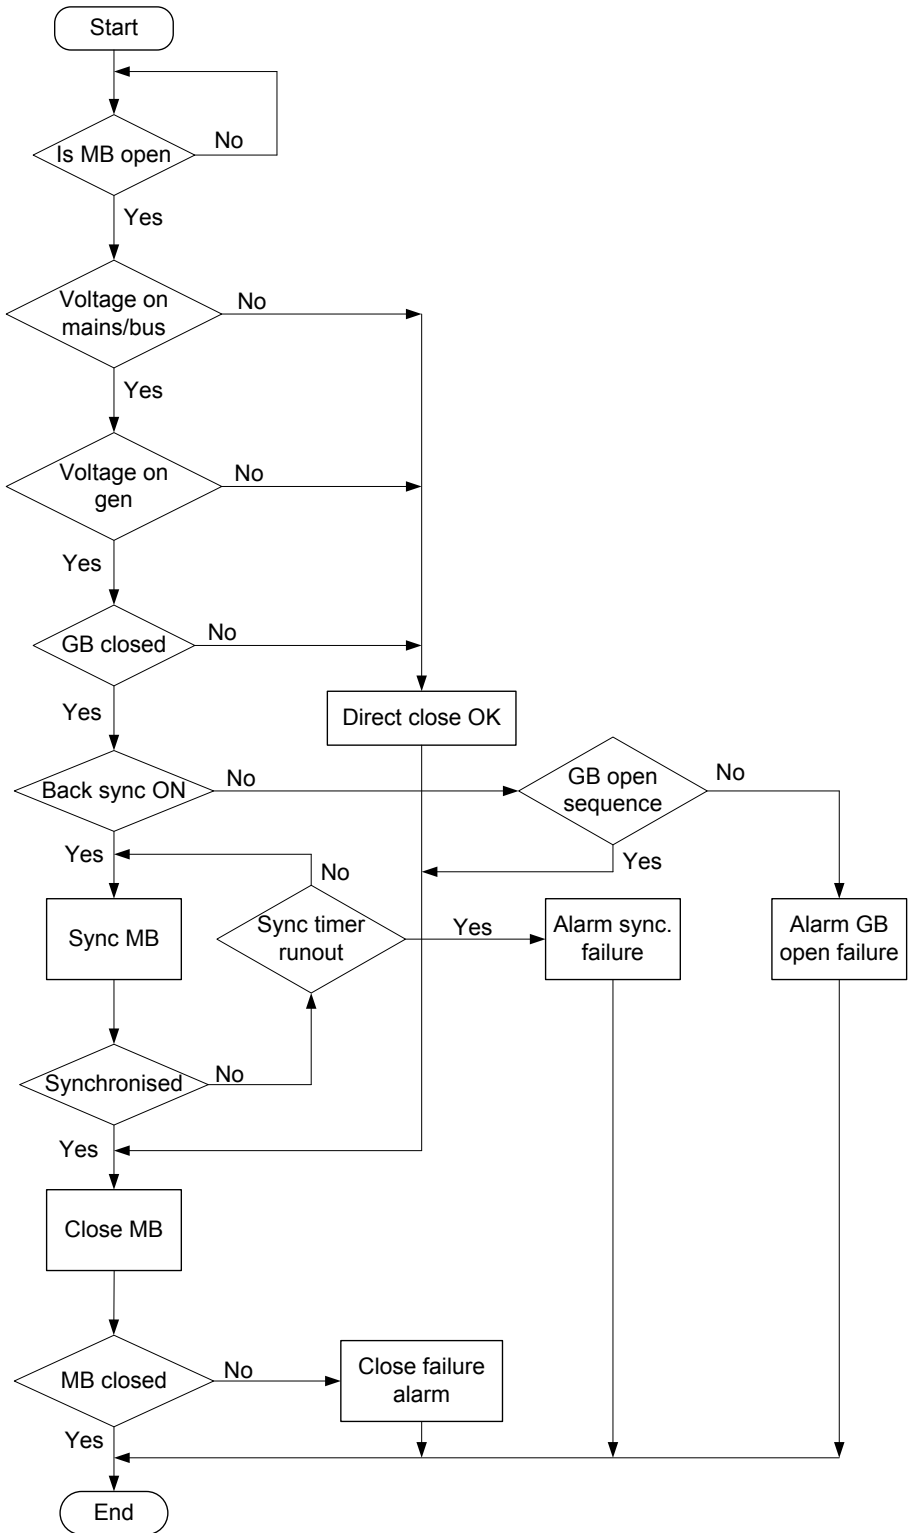 Start
Is MB open
No
Yes
Voltage on
mains/bus
No
Yes
Voltage on
gen
No
Yes
GB closed
No
Yes
Direct close OK
Back sync ON
No
GB open
sequence
No
Yes
Yes
No
Sync MB
Sync timer
runout
Yes
Alarm sync.
failure
Alarm GB
open failure
Synchronised
No
Yes
Close MB
MB closed
No
Close failure
alarm
Yes
End